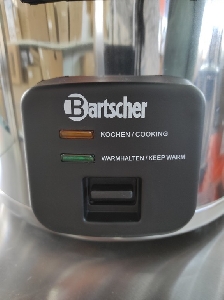 Bartscher
KOCHEN / COOKING
WARMHALTEN / KEEP WARM